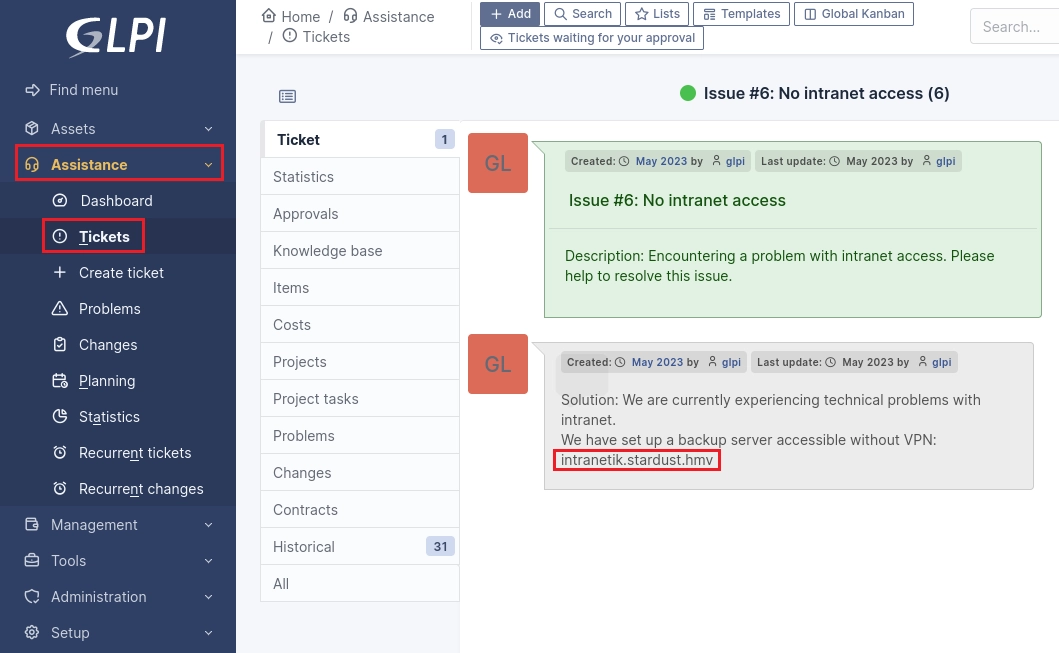 GLPI
Find menu
Assets
Assistance
Dashboard
Tickets
Create ticket
Problems
Changes
Planning
Statistics
Recurrent tickets
Recurrent changes
Management
Tools
Administration
Setup
Home / Assistance
/ Tickets
+ Add Search Lists Templates Global Kanban
Tickets waiting for your approval
Search...
Issue #6: No intranet access (6)
Ticket 1
Statistics
Approvals
Knowledge base
Items
Costs
Projects
Project tasks
Problems
Changes
Contracts
Historical 31
All
GL
Created: May 2023 by glpi Last update: May 2023 by glpi
Issue #6: No intranet access
Description: Encountering a problem with intranet access. Please
help to resolve this issue.
GL
Created: May 2023 by glpi Last update: May 2023 by glpi
Solution: We are currently experiencing technical problems with
intranet.
We have set up a backup server accessible without VPN:
intranetik.stardust.hmv